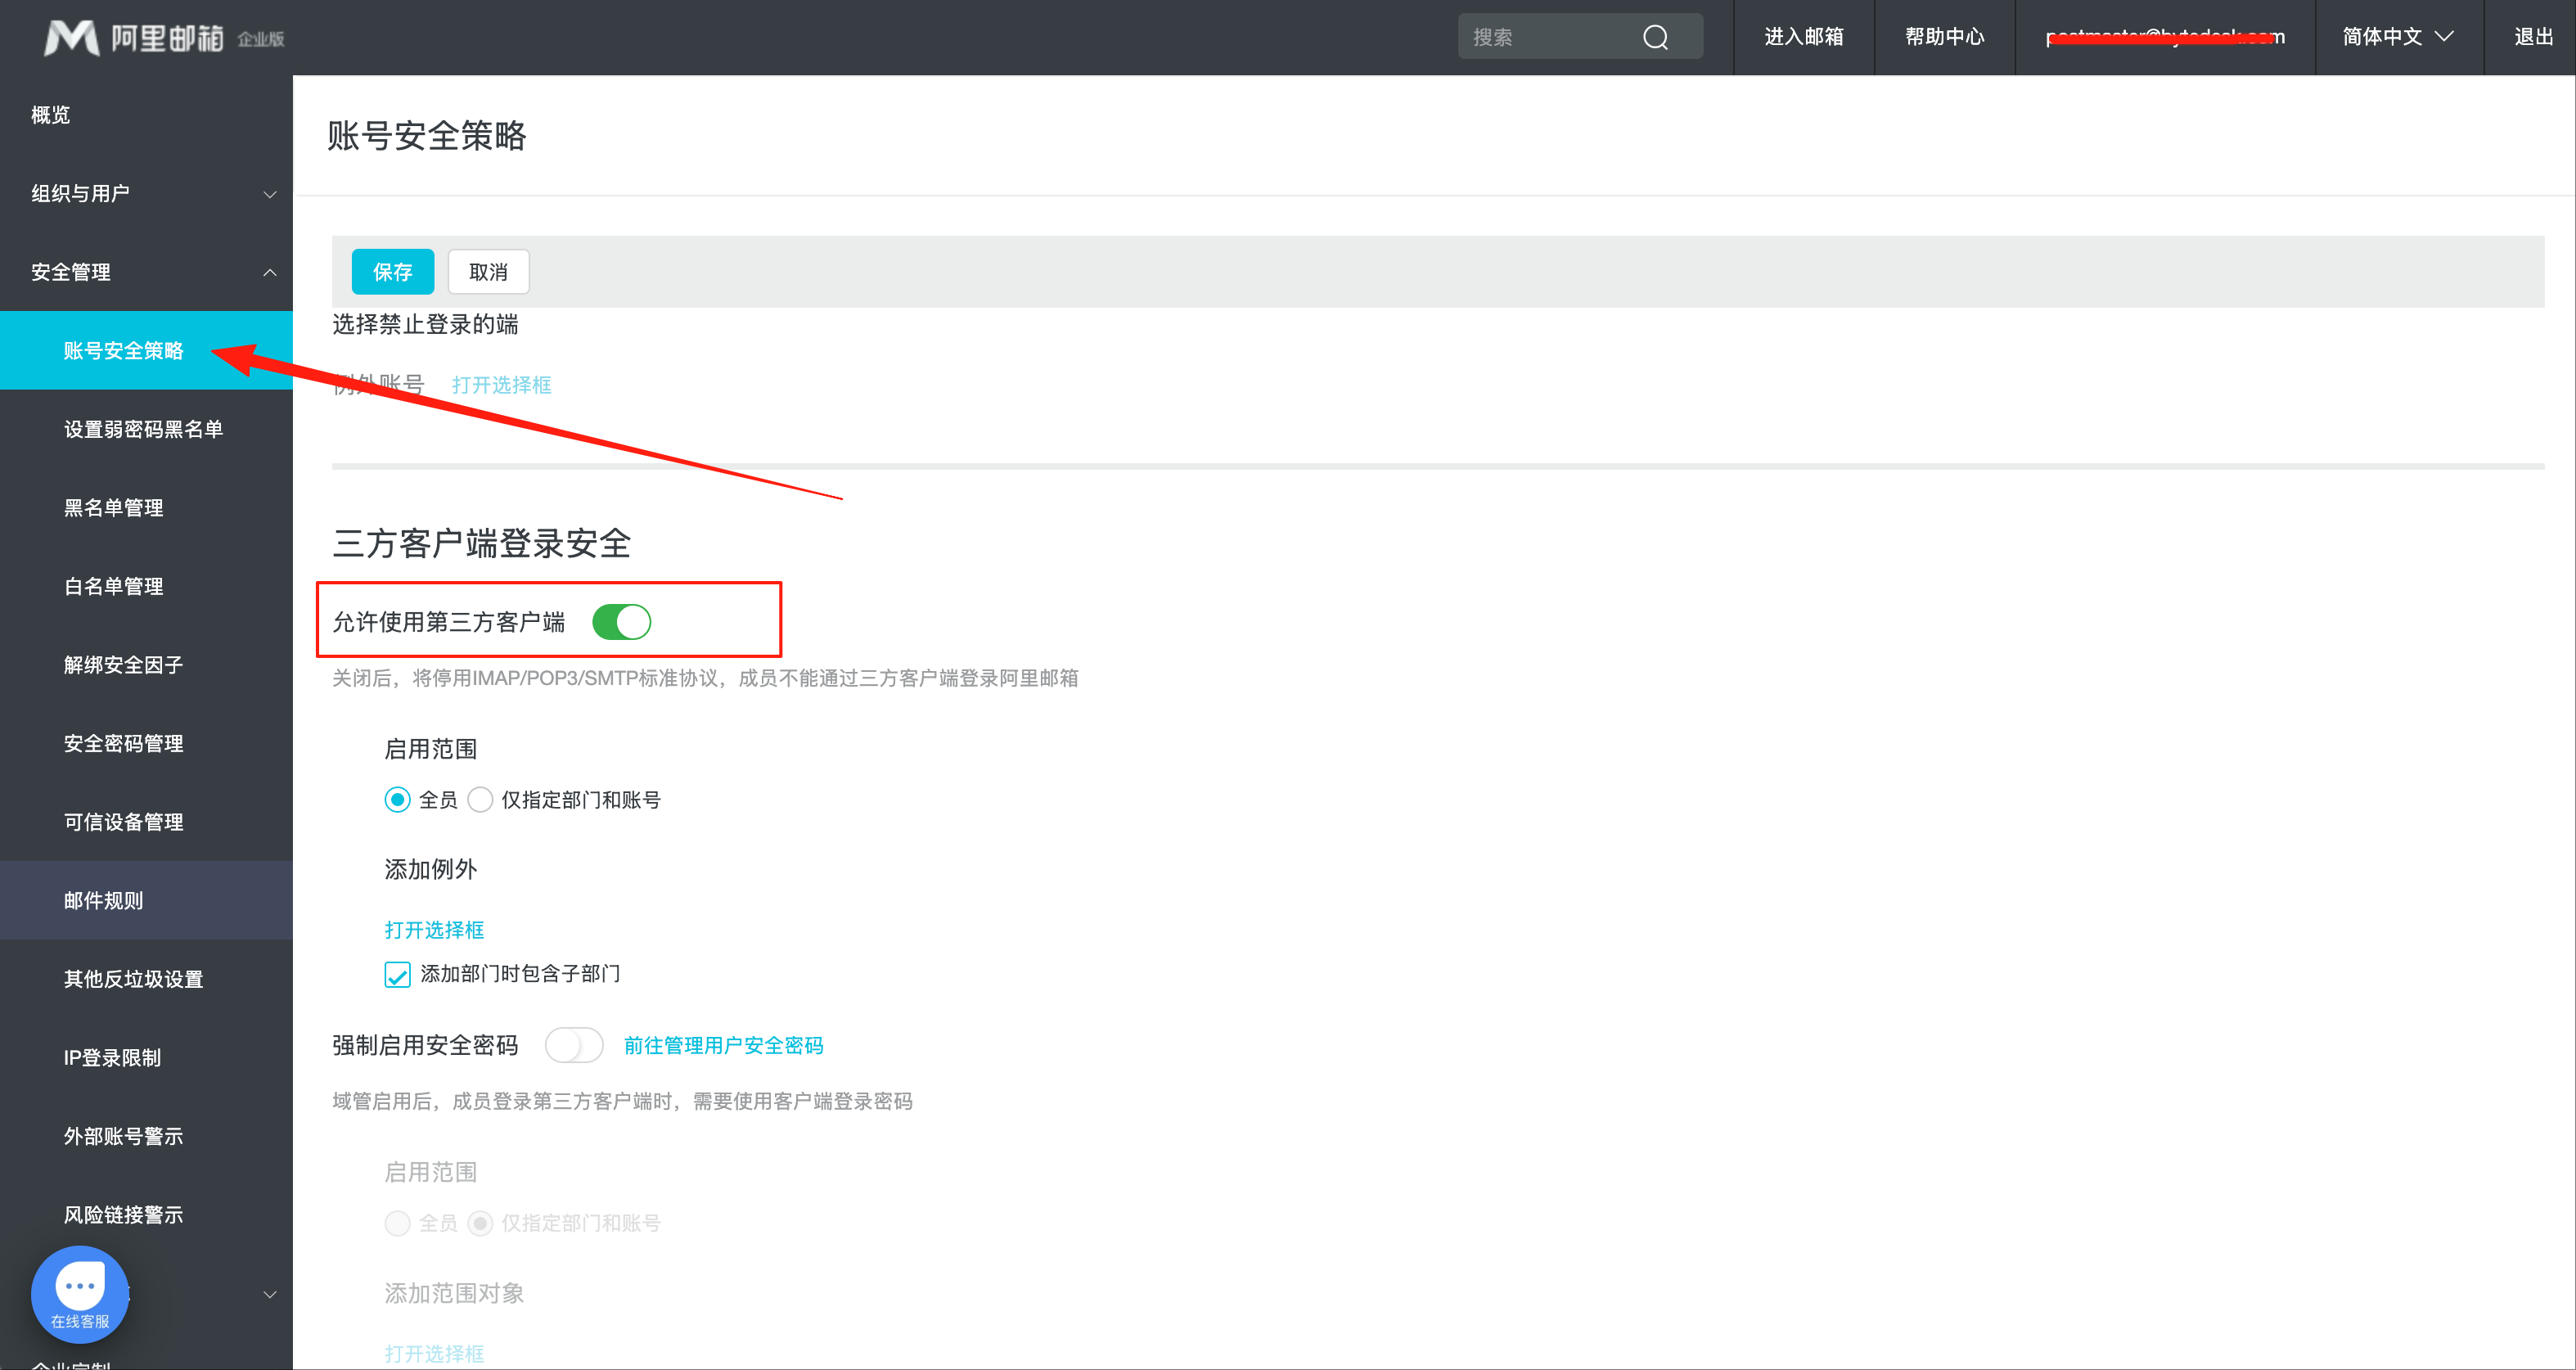 阿里邮箱 企业版
搜索
进入邮箱
帮助中心
简体中文
退出
概览
组织与用户
安全管理
账号安全策略
设置弱密码黑名单
黑名单管理
白名单管理
解绑安全因子
安全密码管理
可信设备管理
邮件规则
其他反垃圾设置
IP登录限制
外部账号警示
风险链接警示
在线客服
企业定制
账号安全策略
保存 取消
选择禁止登录的端
例外账号 打开选择框
三方客户端登录安全
允许使用第三方客户端
关闭后，将停用IMAP/POP3/SMTP标准协议，成员不能通过三方客户端登录阿里邮箱
启用范围
全员 仅指定部门和账号
添加例外
打开选择框
添加部门时包含子部门
强制启用安全密码 前往管理用户安全密码
域管启用后，成员登录第三方客户端时，需要使用客户端登录密码
启用范围
全员 仅指定部门和账号
添加范围对象
打开选择框